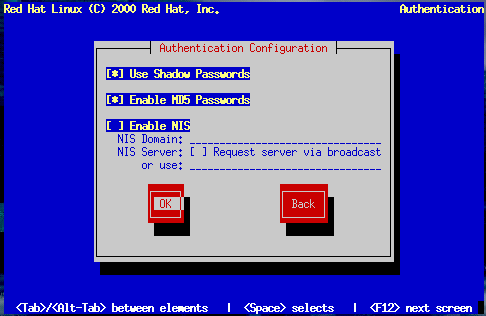 Red Hat Linux (C) 2000 Red Hat, Inc. Authentication
Authentication Configuration
[*] Use Shadow Passwords
[*] Enable MD5 Passwords
[ ] Enable NIS
NIS Domain:
NIS Server: [ ] Request server via broadcast
or use:
OK Back
<Tab>/<Alt-Tab> between elements | <Space> selects | <F12> next screen